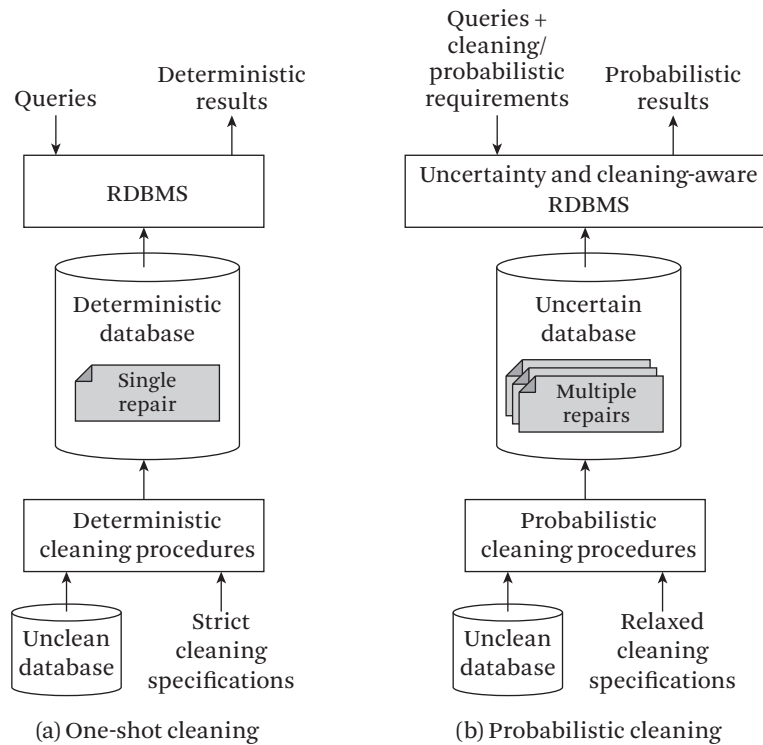 Queries
Deterministic
results
RDBMS
Deterministic
database
Single
repair
Deterministic
cleaning procedures
Unclean
database
Strict
cleaning
specifications
(a) One-shot cleaning
Queries +
cleaning/
probabilistic
requirements
Probabilistic
results
Uncertainty and cleaning-aware
RDBMS
Uncertain
database
Multiple
repairs
Probabilistic
cleaning procedures
Unclean
database
Relaxed
cleaning
specifications
(b) Probabilistic cleaning